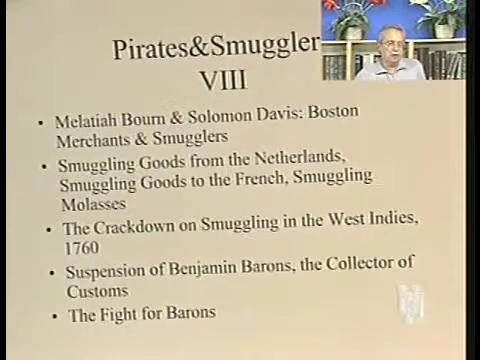 Pirates&Smuggler
VIII
• Melatiah Bourn & Solomon Davis: Boston
Merchants & Smugglers
• Smuggling Goods from the Netherlands,
Smuggling Goods to the French, Smuggling
Molasses
• The Crackdown on Smuggling in the West Indies,
1760
• Suspension of Benjamin Barons, the Collector of
Customs
• The Fight for Barons